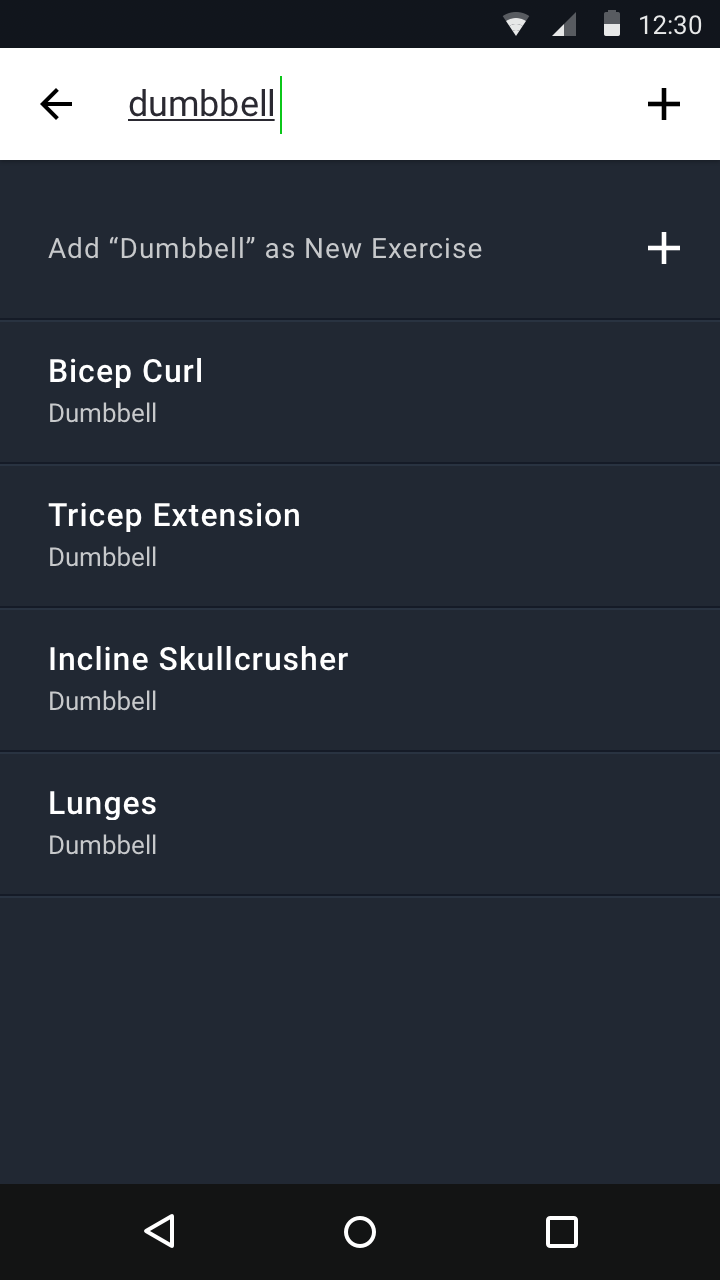 12:30
dumbbell
Add “Dumbbell” as New Exercise
Bicep Curl
Dumbbell
Tricep Extension
Dumbbell
Incline Skullcrusher
Dumbbell
Lunges
Dumbbell